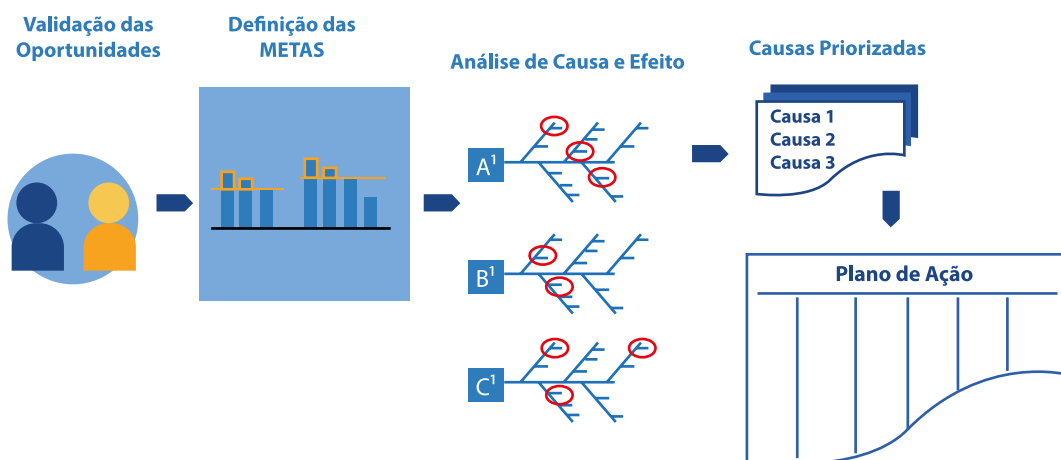 Validação das
Oportunidades
Definição das
METAS
Análise de Causa e Efeito
A¹
B¹
C¹
Causas Priorizadas
Causa 1
Causa 2
Causa 3
Plano de Ação